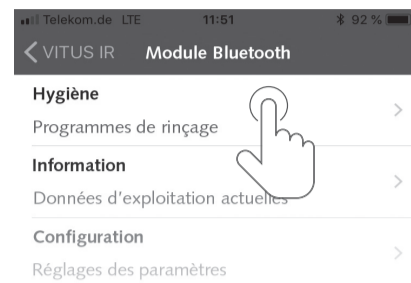 Telekom.de LTE 11:51 92 %
VITUS IR Module Bluetooth
Hygiène
Programmes de rinçage
Information
Données d'exploitation actuelles
Configuration
Réglages des paramètres